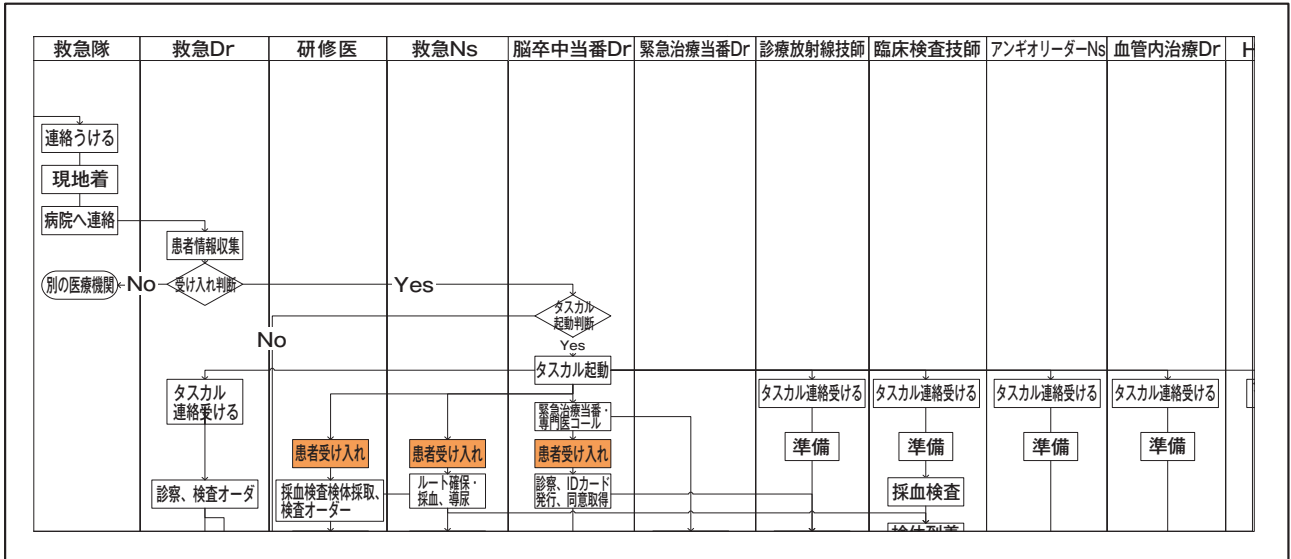 救急隊
救急Dr
研修医
救急Ns
脳卒中当番Dr
緊急治療当番Dr
診療放射線技師
臨床検査技師
アンギオリーダーNs
血管内治療Dr
連絡うける
現地着
病院へ連絡
患者情報収集
別の医療機関
No
受け入れ判断
Yes
タスカル
起動判断
No
Yes
タスカル起動
タスカル
連絡受ける
タスカル連絡受ける
タスカル連絡受ける
タスカル連絡受ける
タスカル連絡受ける
緊急治療当番・
専門医コール
準備
準備
準備
準備
患者受け入れ
患者受け入れ
患者受け入れ
診察、検査オーダ
採血検査検体採取、
検査オーダー
ルート確保・
採血、導尿
診察、IDカード
発行、同意取得
採血検査
検体到着